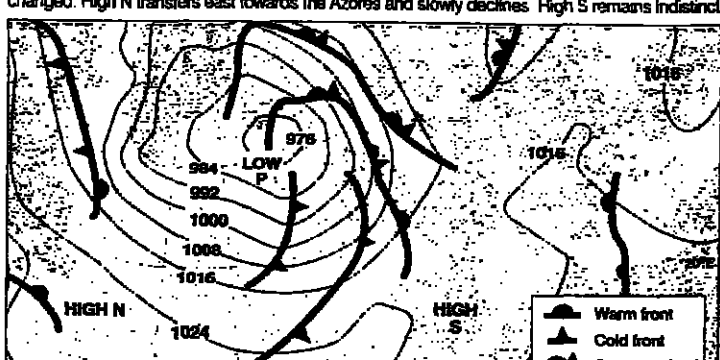 changed. High N transfers east towards the Azores and slowly declines High S remains indistinct
1016
976
1016
984
LOW
P
992
1000
1008
1016
HIGH N
HIGH
S
1024
Warm front
Cold front